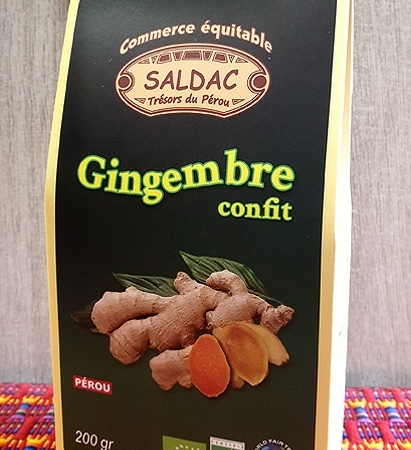 Commerce équitable
SALDAC
Trésors du Pérou
Gingembre
confit
PÉROU
200 gr